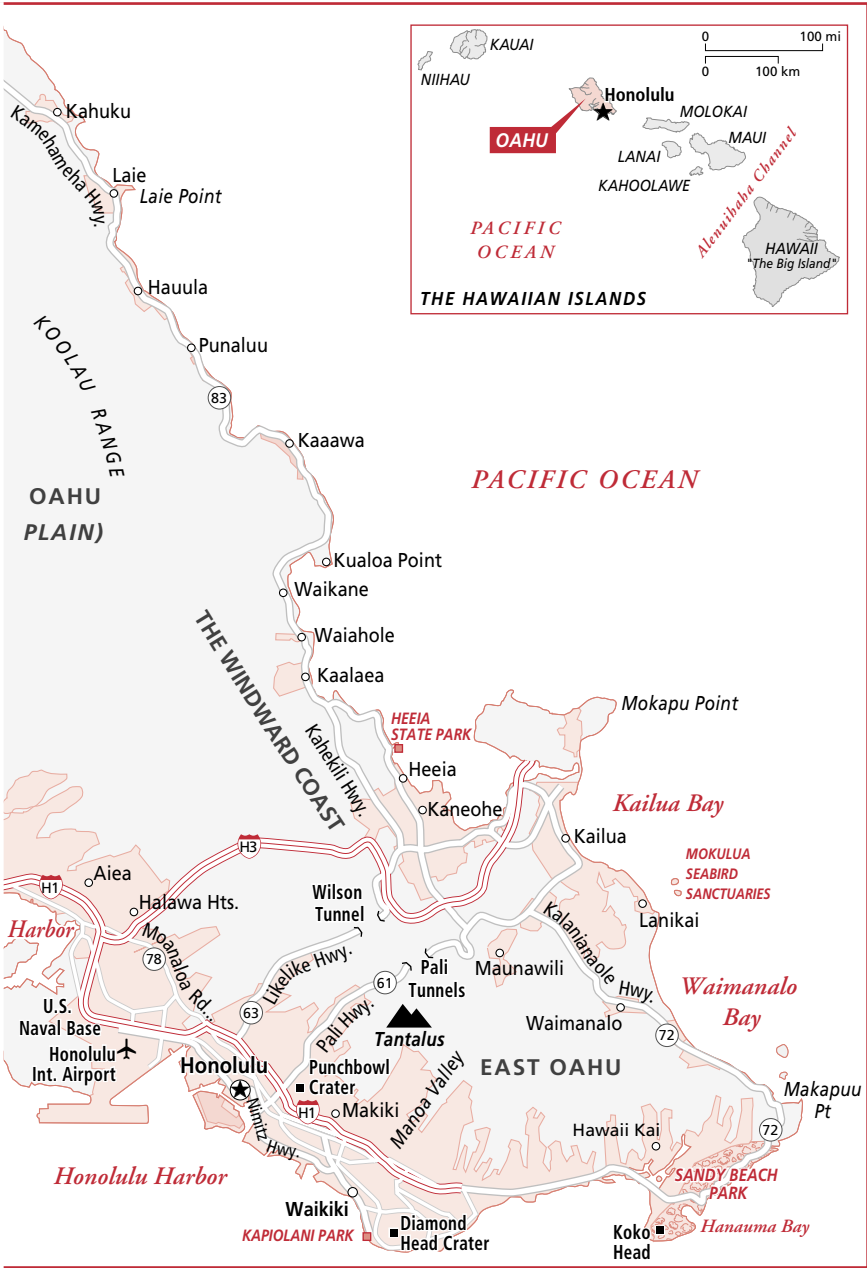 KAUAI
NIIHAU
0 100 mi
0 100 km
Honolulu
OAHU
MOLOKAI
MAUI
LANAI
KAHOOLAWE
Alenuibaba Channel
PACIFIC
OCEAN
HAWAII
"The Big Island"
THE HAWAIIAN ISLANDS
Kahuku
Kamehameha Hwy.
Laie
Laie Point
Hauula
KOOLAU RANGE
Punaluu
83
Kaaawa
PACIFIC OCEAN
OAHU
PLAIN)
Kualoa Point
Waikane
THE WINDWARD COAST
Waiahole
Kaalaea
Mokapu Point
HEEIA
STATE PARK
Kahekili Hwy.
Heeia
Kaneohe
Kailua Bay
Kailua
H3
MOKULUA
SEABIRD
SANCTUARIES
Aiea
H1
Halawa Hts.
Wilson
Tunnel
Lanikai
Harbor
Moanaloa Rd..
78
Likelike Hwy.
Kalanianaole Hwy.
Pali
Tunnels
Maunawili
61
Waimanalo
Bay
U.S.
Naval Base
63
Pali Hwy.
Waimanalo
72
Tantalus
Honolulu
Int. Airport
Honolulu
Punchbowl
Crater
EAST OAHU
Makapuu
Pt
H1
Makiki
Manoa Valley
Nimitz Hwy.
Hawaii Kai
72
Honolulu Harbor
SANDY BEACH
PARK
Waikiki
KAPIOLANI PARK
Diamond
Head Crater
Koko
Head
Hanauma Bay